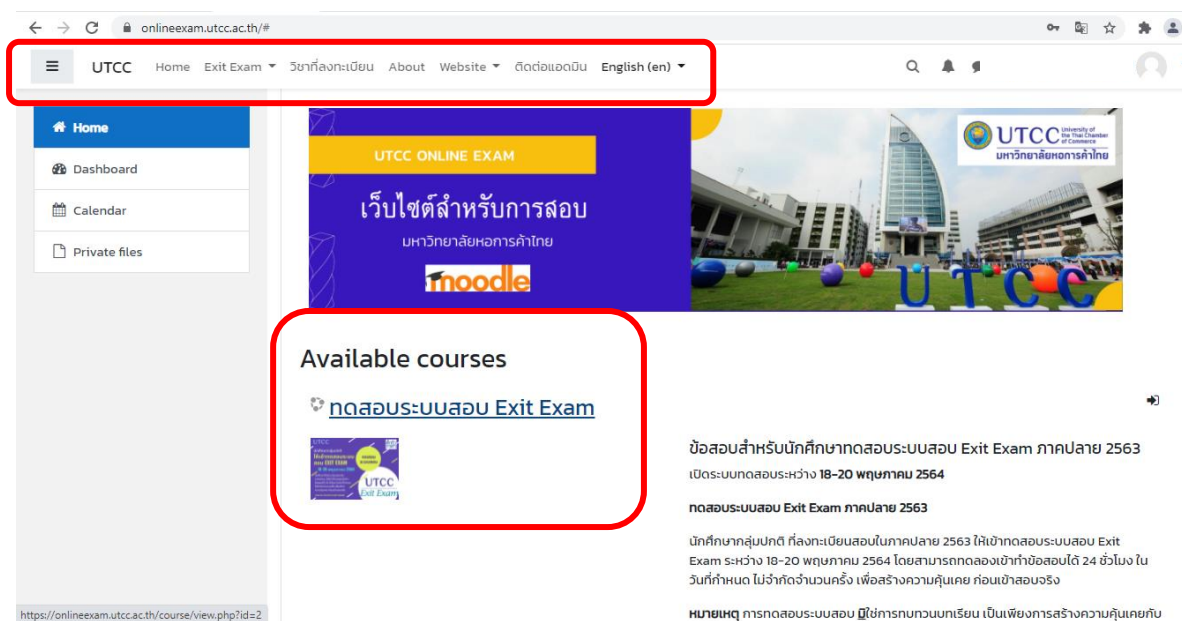 onlineexam.utcc.ac.th/#
UTCC Home Exit Exam วิชาที่ลงทะเบียน About Website ติดต่อแอดมิน English (en)
Home
Dashboard
Calendar
Private files
UTCC ONLINE EXAM
เว็บไซต์สำหรับการสอบ
มหาวิทยาลัยหอการค้าไทย
moodle
UTCC University of the Thai Chamber of Commerce
มหาวิทยาลัยหอการค้าไทย
UTCC
Available courses
ทดสอบระบบสอบ Exit Exam
UTCC
UTCC
Exit Exam
ข้อสอบสำหรับนักศึกษาทดสอบระบบสอบ Exit Exam ภาคปลาย 2563
เปิดระบบทดสอบระหว่าง 18-20 พฤษภาคม 2564
ทดสอบระบบสอบ Exit Exam ภาคปลาย 2563
นักศึกษากลุ่มปกติ ที่ลงทะเบียนสอบในภาคปลาย 2563 ให้เข้าทดสอบระบบสอบ Exit
Exam ระหว่าง 18-20 พฤษภาคม 2564 โดยสามารถทดลองเข้าทำข้อสอบได้ 24 ชั่วโมง ใน
วันที่กำหนด ไม่จำกัดจำนวนครั้ง เพื่อสร้างความคุ้นเคย ก่อนเข้าสอบจริง
หมายเหตุ การทดสอบระบบสอบ มิใช่การทบทวนบทเรียน เป็นเพียงการสร้างความคุ้นเคยกับ
https://onlineexam.utcc.ac.th/course/view.php?id=2